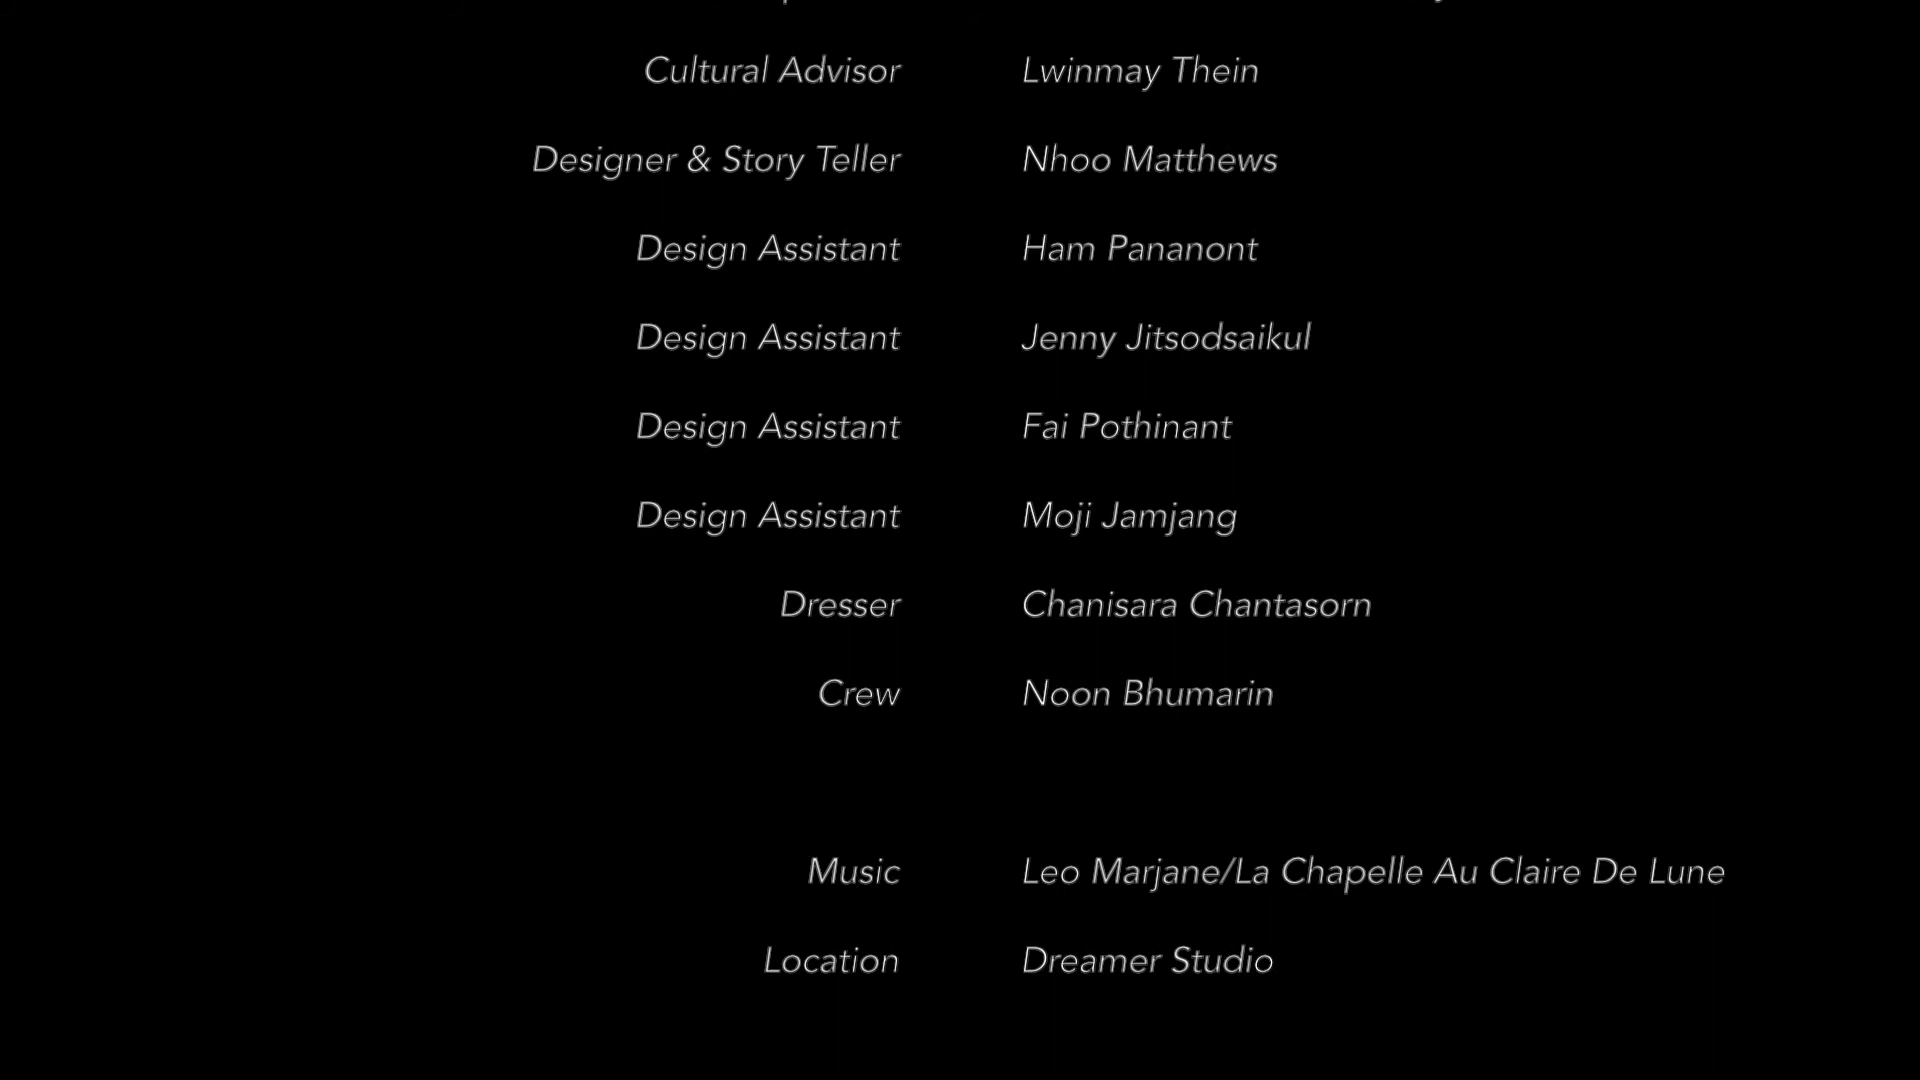 Cultural Advisor Lwinmay Thein
Designer & Story Teller Nhoo Matthews
Design Assistant Ham Pananont
Design Assistant Jenny Jitsodsaikul
Design Assistant Fai Pothinant
Design Assistant Moji Jamjang
Dresser Chanisara Chantasorn
Crew Noon Bhumarin
Music Leo Marjane/La Chapelle Au Claire De Lune
Location Dreamer Studio